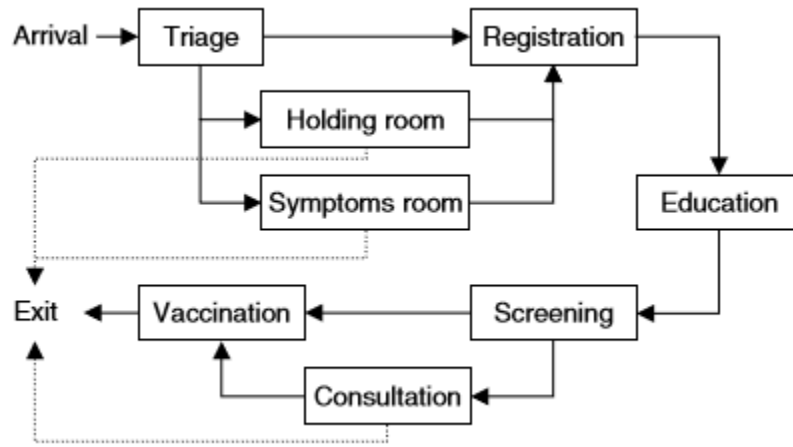 Arrival
Triage
Registration
Holding room
Symptoms room
Education
Exit
Vaccination
Screening
Consultation